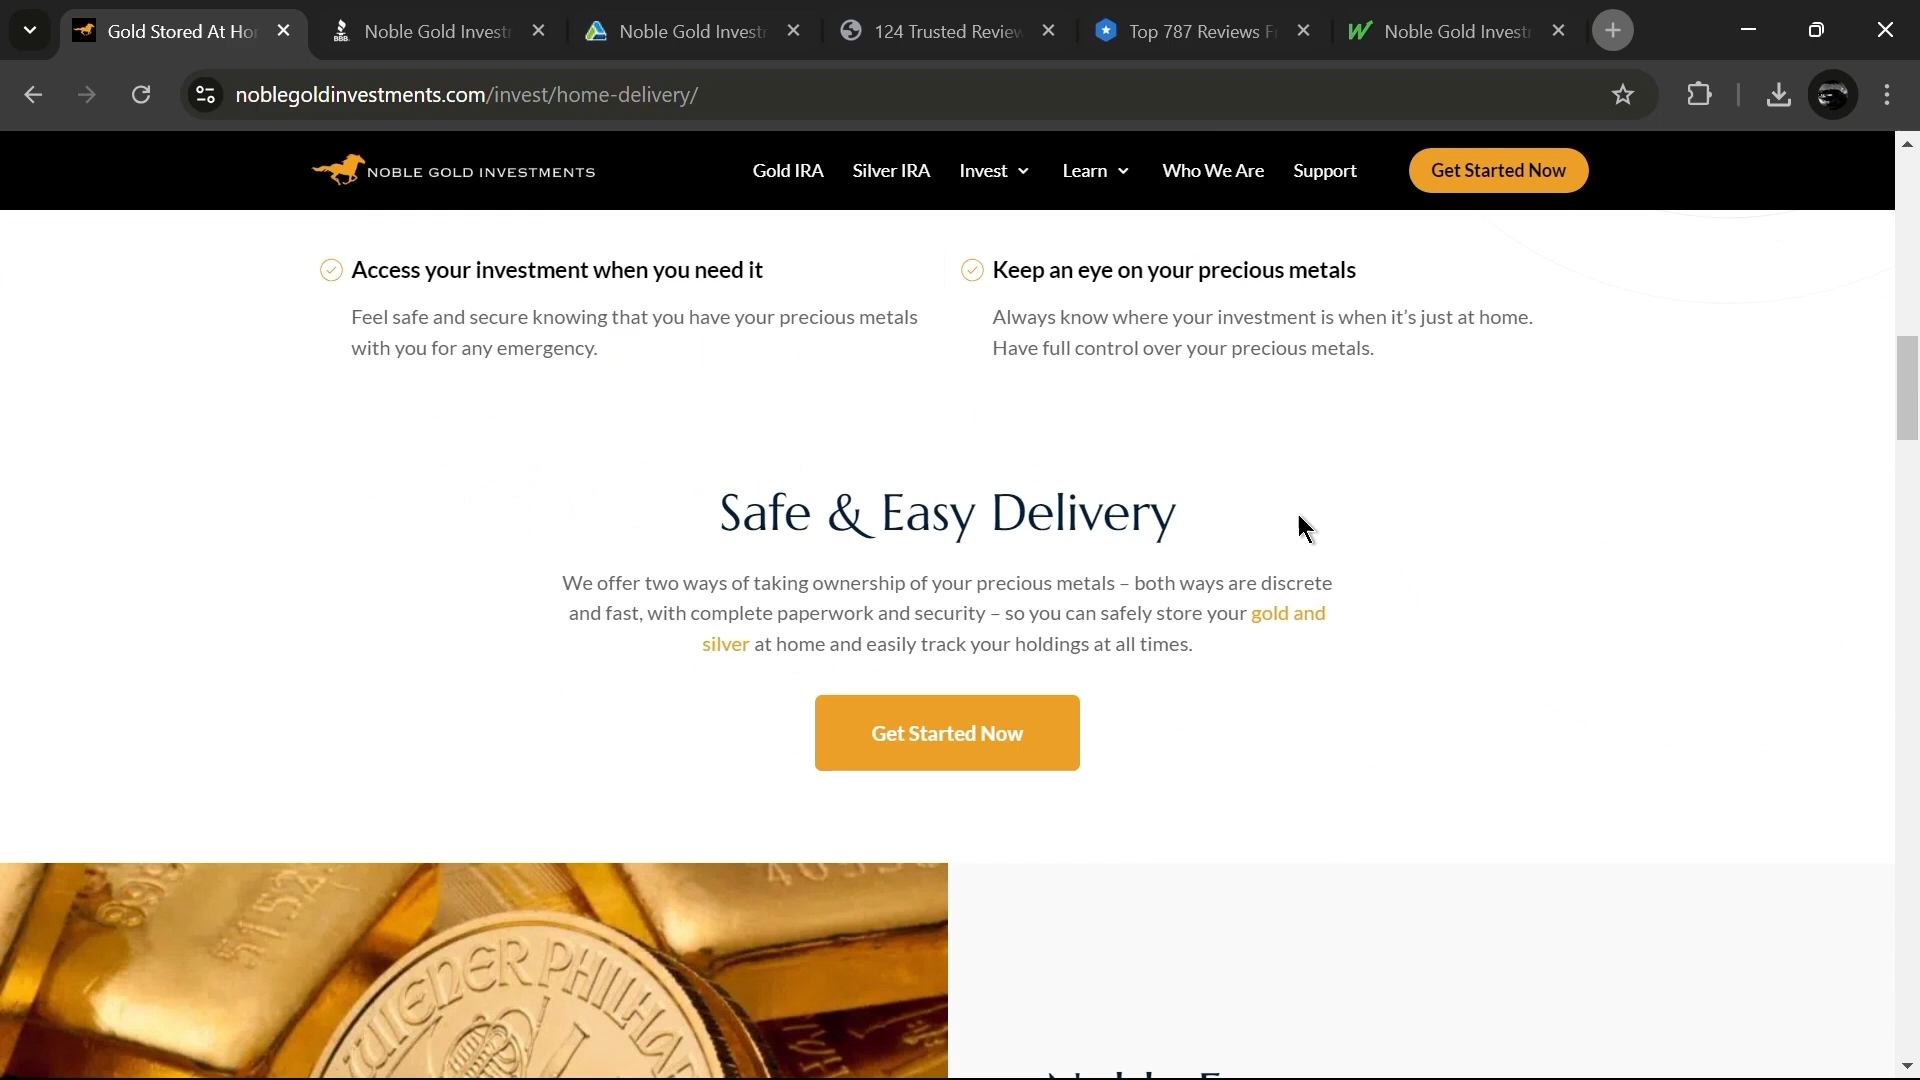 Gold Stored At Ho
Noble Gold Invest
Noble Gold Invest
124 Trusted Review
Top 787 Reviews F
Noble Gold Invest
noblegoldinvestments.com/invest/home-delivery/
NOBLE GOLD INVESTMENTS
Gold IRA
Silver IRA
Invest
Learn
Who We Are
Support
Get Started Now
Access your investment when you need it
Feel safe and secure knowing that you have your precious metals
with you for any emergency.
Keep an eye on your precious metals
Always know where your investment is when it's just at home.
Have full control over your precious metals.
Safe & Easy Delivery
We offer two ways of taking ownership of your precious metals – both ways are discrete
and fast, with complete paperwork and security – so you can safely store your gold and
silver at home and easily track your holdings at all times.
Get Started Now
WIENER PHILHA